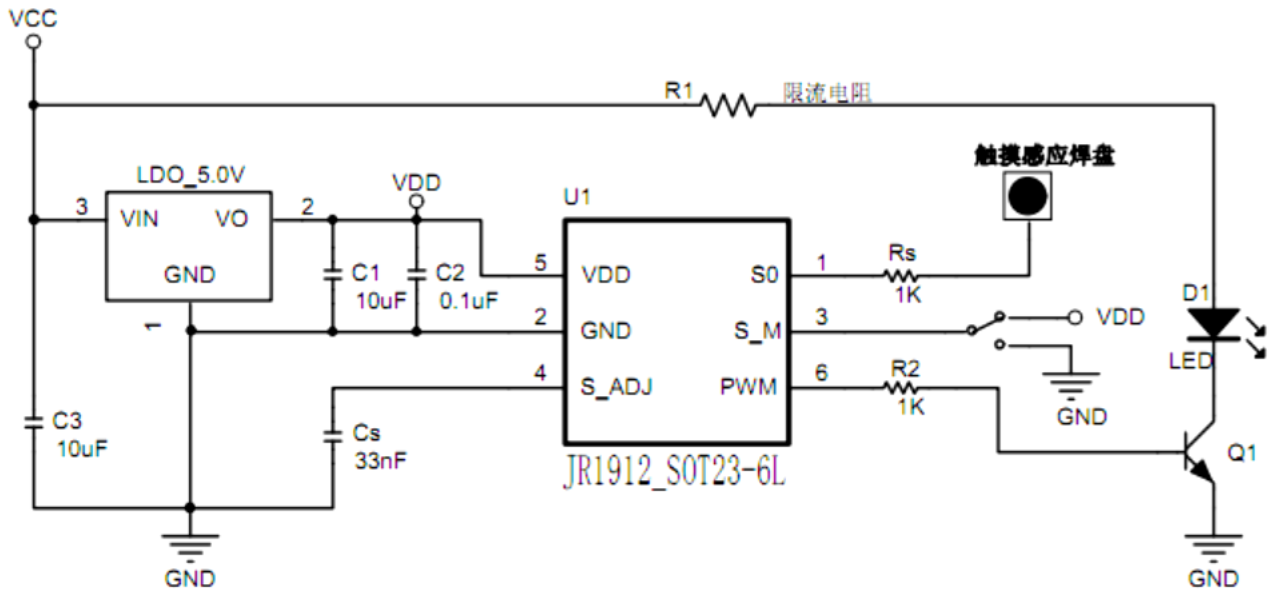 VCC
R1
限流电阻
触摸感应焊盘
LDO_5.0V
3
VIN
VO
2
GND
1
VDD
C1
10uF
C2
0.1uF
C3
10uF
Cs
33nF
GND
U1
5
VDD
2
GND
4
S_ADJ
S0
1
S_M
3
PWM
6
JR1912_SOT23-6L
Rs
1K
VDD
GND
R2
1K
D1
LED
Q1
GND